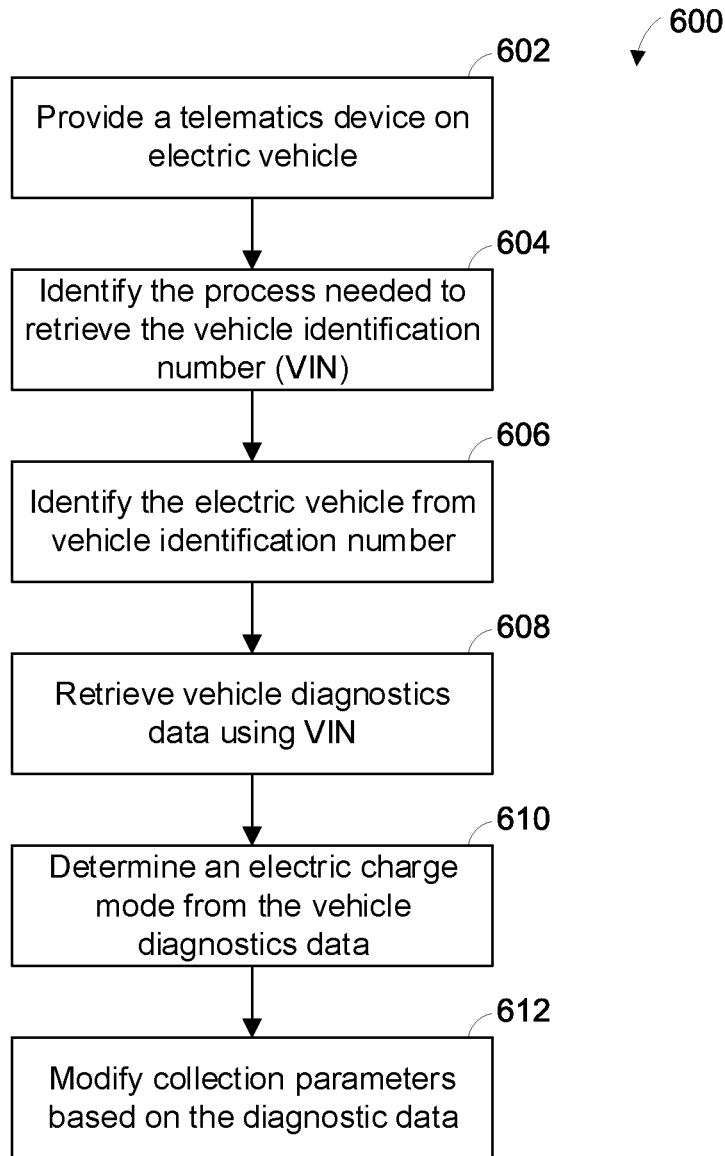 600
602
Provide a telematics device on
electric vehicle
604
Identify the process needed to
retrieve the vehicle identification
number (VIN)
606
Identify the electric vehicle from
vehicle identification number
608
Retrieve vehicle diagnostics
data using VIN
610
Determine an electric charge
mode from the vehicle
diagnostics data
612
Modify collection parameters
based on the diagnostic data